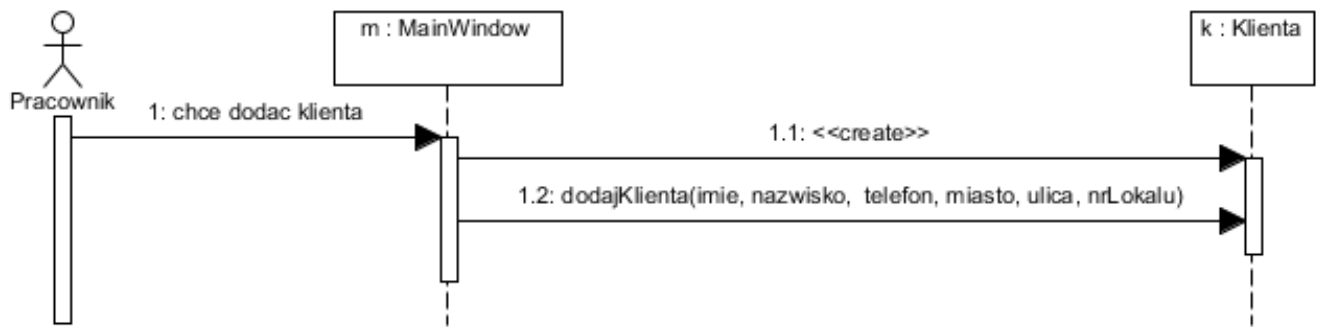 m : MainWindow
k : Klienta
Pracownik
1: chce dodac klienta
1.1: <<create>>
1.2: dodajKlienta(imie, nazwisko,  telefon, miasto, ulica, nrLokalu)